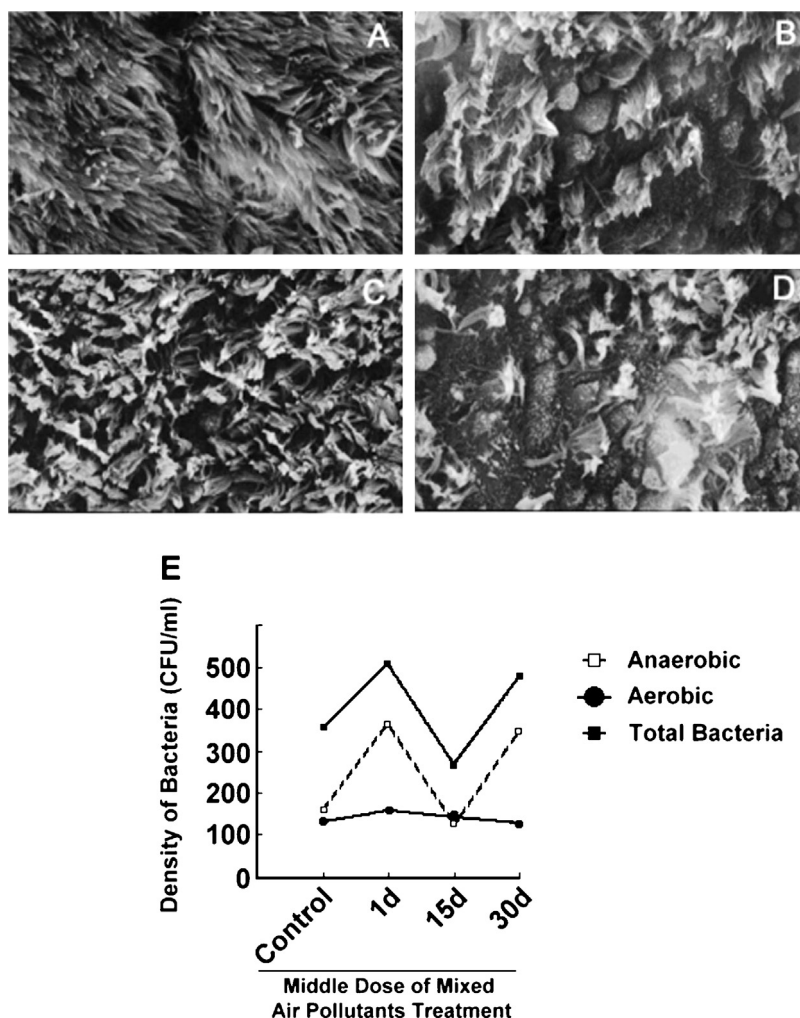 A
B
C
D
E
Density of Bacteria (CFU/ml)
500
400
300
200
100
0
Control
1d
15d
30d
Middle Dose of Mixed
Air Pollutants Treatment
Anaerobic
Aerobic
Total Bacteria